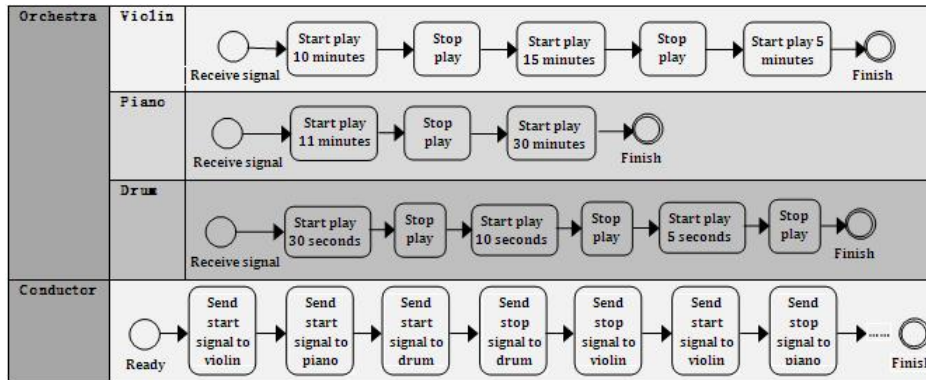 Orchestra
Violin
Receive signal
Start play
10 minutes
Stop
play
Start play
15 minutes
Stop
play
Start play 5
minutes
Finish
Piano
Receive signal
Start play
11 minutes
Stop
play
Start play
30 minutes
Finish
Drum
Receive signal
Start play
30 seconds
Stop
play
Start play
10 seconds
Stop
play
Start play
5 seconds
Stop
play
Finish
Conductor
Ready
Send
start
signal to
violin
Send
start
signal to
piano
Send
start
signal to
drum
Send
stop
signal to
drum
Send
stop
signal to
violin
Send
start
signal to
violin
Send
stop
signal to
piano
......
Finish